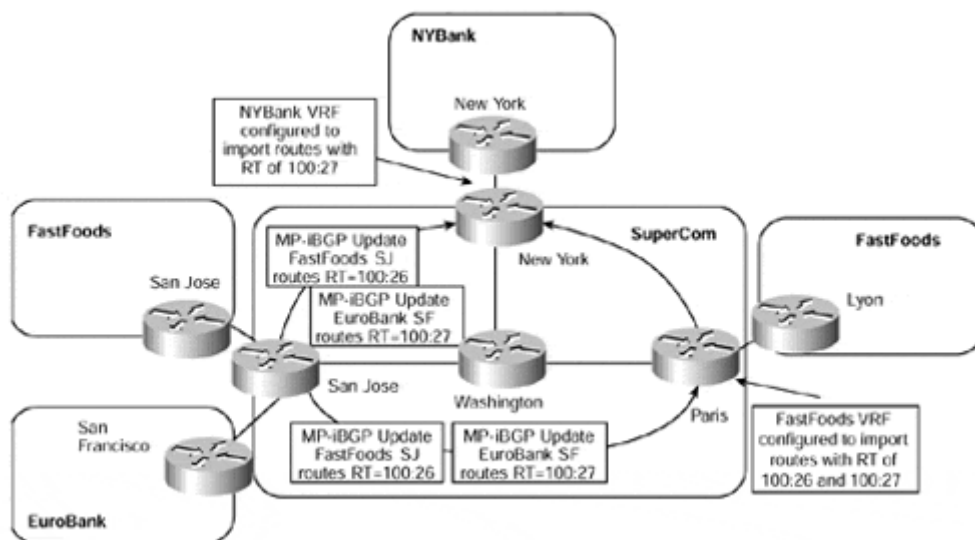 NYBank
New York
NYBank VRF
configured to
import routes with
RT of 100:27
FastFoods
San Jose
MP-iBGP Update
FastFoods SJ
routes RT=100:26
MP-iBGP Update
EuroBank SF
routes RT=100:27
New York
SuperCom
FastFoods
Lyon
San Jose
Washington
Paris
San
Francisco
EuroBank
MP-iBGP Update
FastFoods SJ
routes RT=100:26
MP-iBGP Update
EuroBank SF
routes RT=100:27
FastFoods VRF
configured to import
routes with RT of
100:26 and 100:27